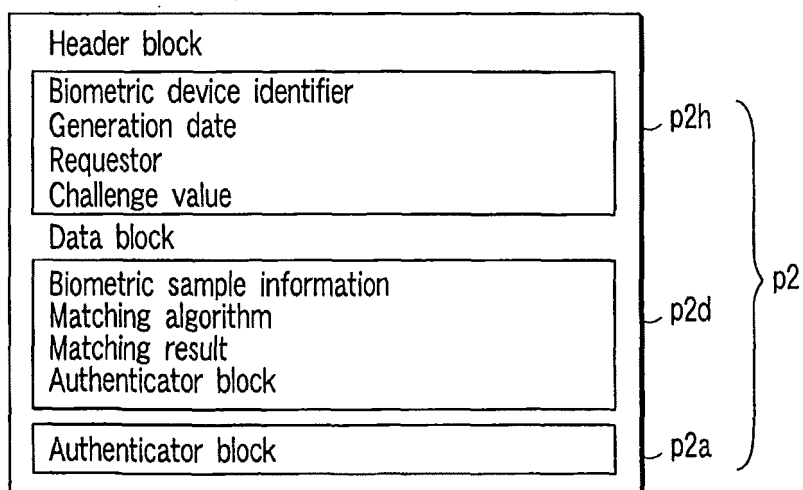 Header block
Biometric device identifier
Generation date
Requestor
Challenge value
p2h
Data block
Biometric sample information
Matching algorithm
Matching result
Authenticator block
p2d
Authenticator block
p2a
p2